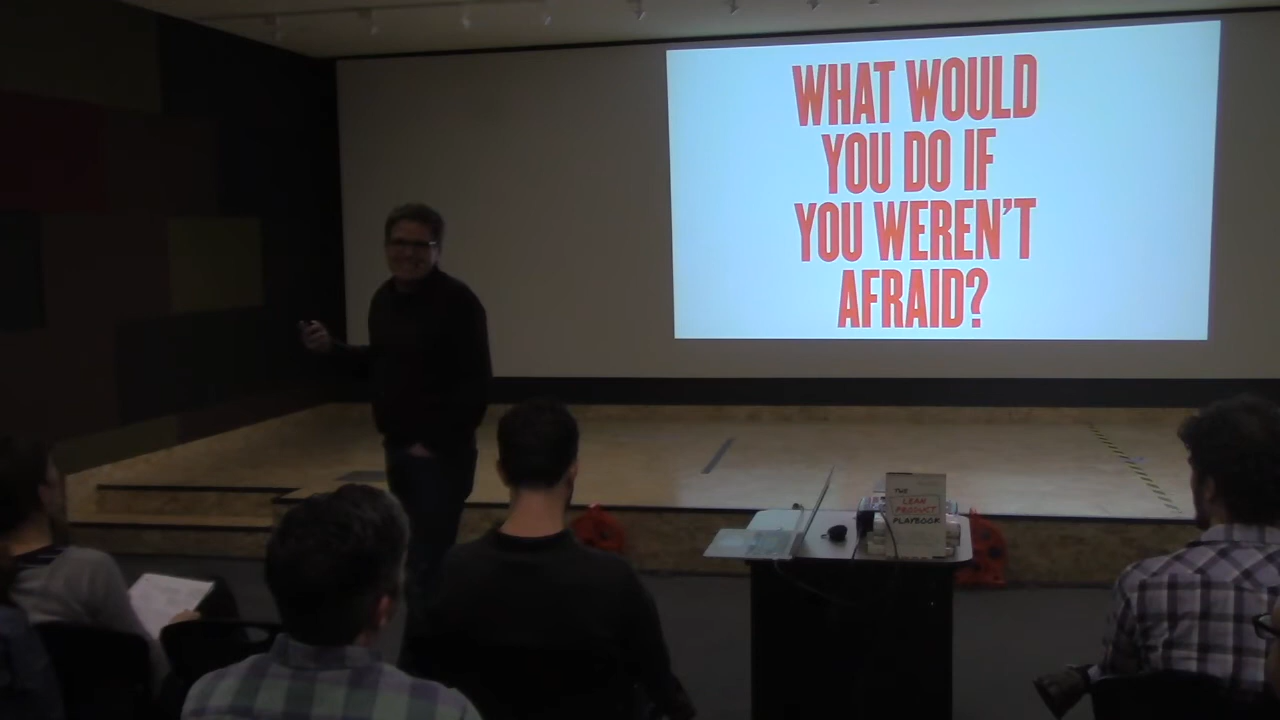 WHAT WOULD
YOU DO IF
YOU WEREN'T
AFRAID?
THE
LEAN
PRODUCT
PLAYBOOK